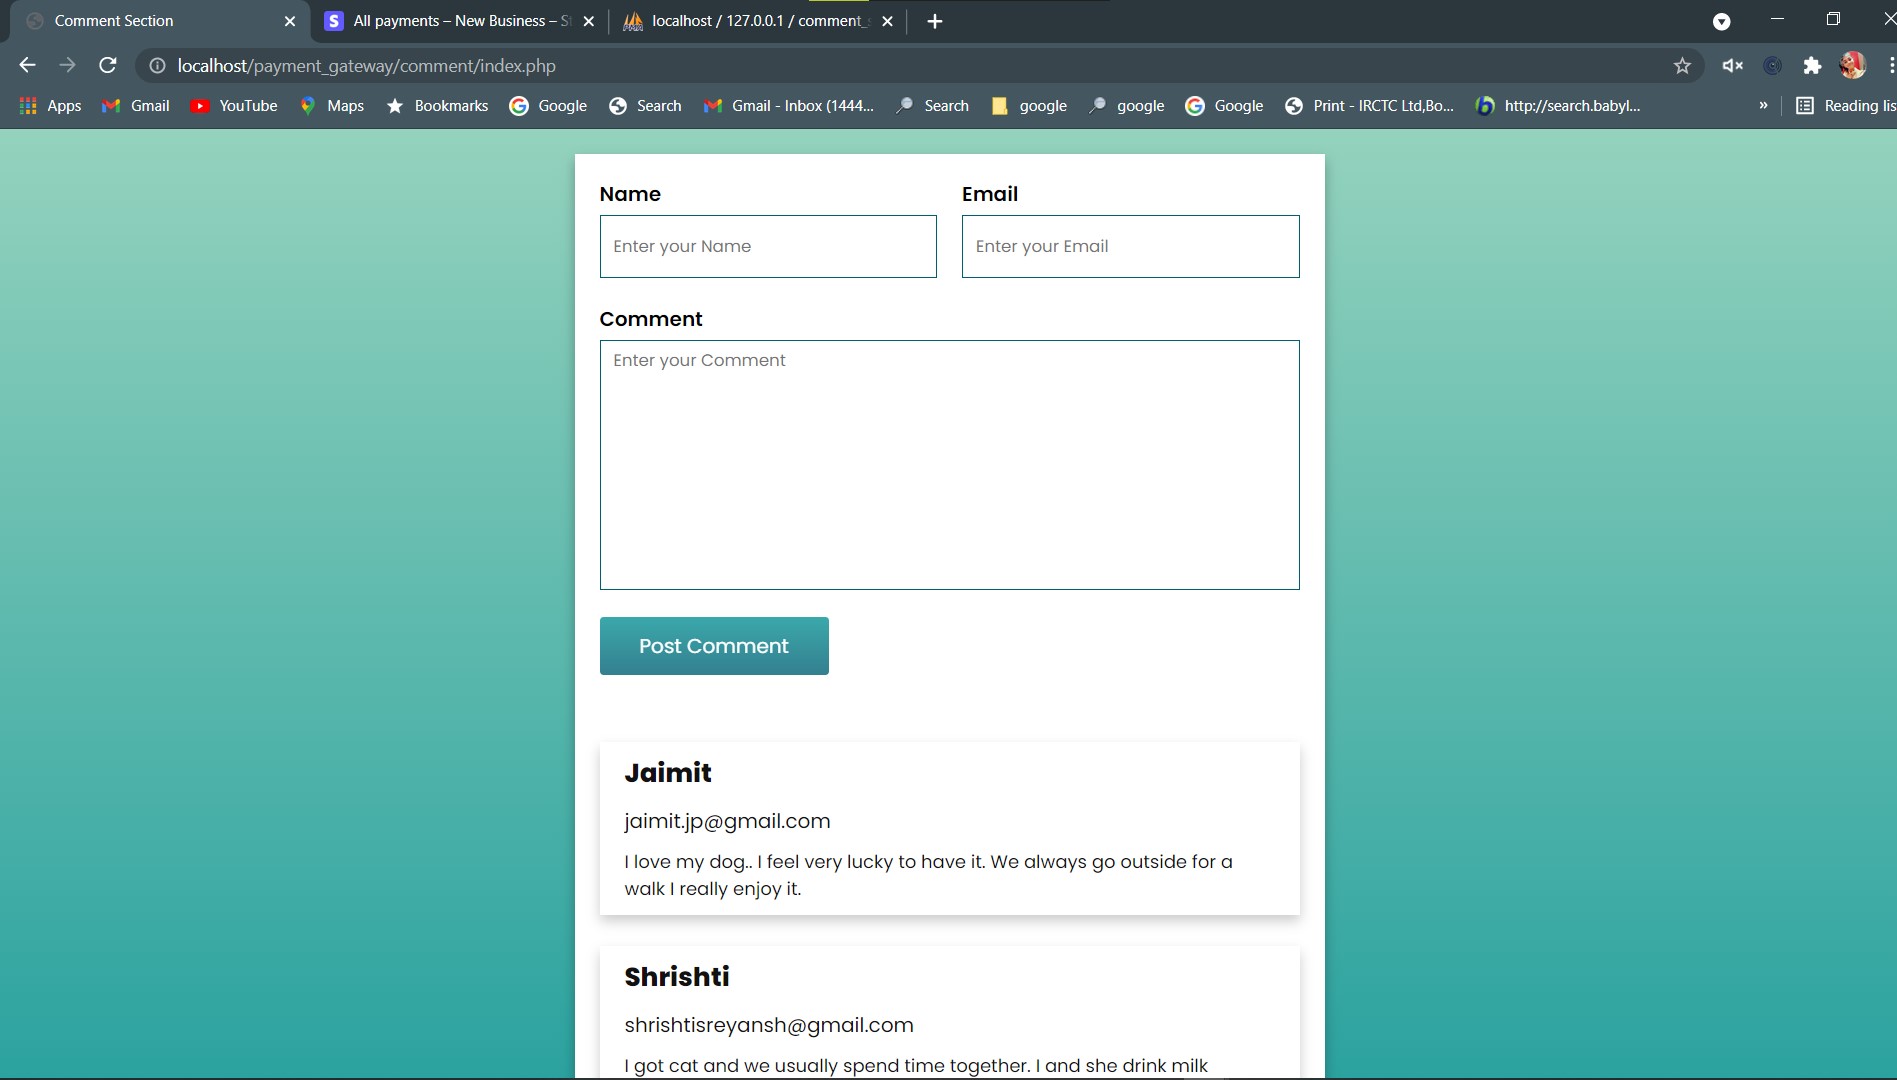 Comment Section
S All payments – New Business – St
localhost / 127.0.0.1 / comment_s
localhost/payment_gateway/comment/index.php
Apps Gmail YouTube Maps Bookmarks Google Search Gmail - Inbox (1444... Search google google Google Print - IRCTC Ltd,Bo... http://search.babyl... » Reading lis
Name Email
Enter your Name Enter your Email
Comment
Enter your Comment
Post Comment
Jaimit
jaimit.jp@gmail.com
I love my dog.. I feel very lucky to have it. We always go outside for a
walk I really enjoy it.
Shrishti
shrishtisreyansh@gmail.com
I got cat and we usually spend time together. I and she drink milk